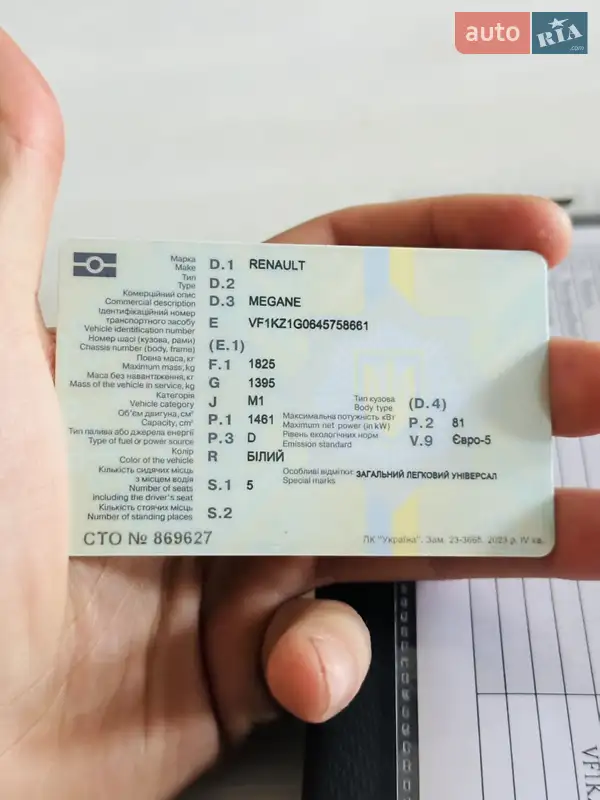 auto RIA .com
Марка
Make D.1 RENAULT
Тип
Type D.2
Комерційний опис
Commercial description D.3 MEGANE
Ідентифікаційний номер
транспортного засобу
Vehicle identification number E VF1KZ1G0645758661
Номер шасі (кузова, рами)
Chassis number (body, frame) (E.1)
Повна маса, кг
Maximum mass, kg F.1 1825
Маса без навантаження, кг
Mass of the vehicle in service, kg G 1395
Категорія
Vehicle category J M1
Тип кузова
Body type (D.4)
Об'єм двигуна, см³
Capacity, cm³ P.1 1461
Максимальна потужність кВт
Maximum net power (in kW) P.2 81
Тип палива або джерела енергії
Type of fuel or power source P.3 D
Рівень екологічних норм
Emission standard V.9 Євро-5
Колір
Color of the vehicle R БІЛИЙ
Кількість сидячих місць
з місцем водія
Number of seats
including the driver's seat S.1 5
Особливі відмітки
Special marks ЗАГАЛЬНИЙ ЛЕГКОВИЙ УНІВЕРСАЛ
Кількість стоячих місць
Number of standing places S.2
СТО № 869627
ПК "Україна". Зам. 23-3665. 2023 р. IV кв.
VF1K